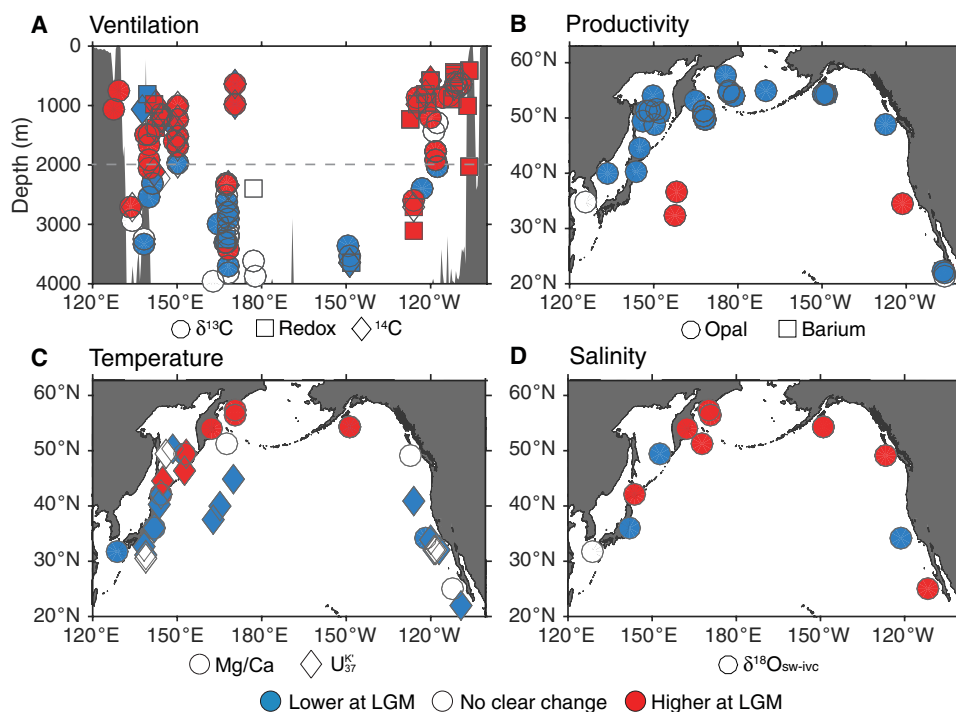 A Ventilation
0
1000
2000
3000
4000
Depth (m)
120°E 150°E 180°W 150°W 120°W
δ¹³C Redox ¹⁴C
B Productivity
60°N
50°N
40°N
30°N
20°N
120°E 150°E 180°W 150°W 120°W
Opal Barium
C Temperature
60°N
50°N
40°N
30°N
20°N
120°E 150°E 180°W 150°W 120°W
Mg/Ca U37K'
D Salinity
60°N
50°N
40°N
30°N
20°N
120°E 150°E 180°W 150°W 120°W
δ¹⁸Osw-ivc
Lower at LGM No clear change Higher at LGM